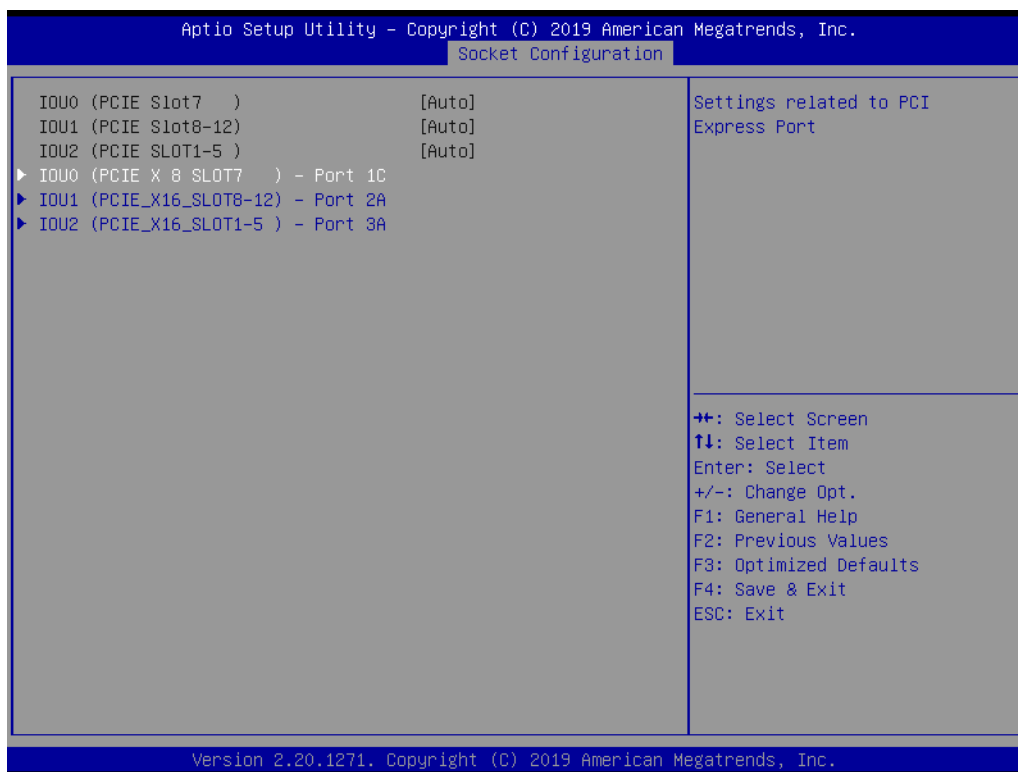 Aptio Setup Utility – Copyright (C) 2019 American Megatrends, Inc.
Socket Configuration
IOU0 (PCIE Slot7   )   [Auto]
IOU1 (PCIE Slot8-12)   [Auto]
IOU2 (PCIE SLOT1-5 )   [Auto]
IOU0 (PCIE X 8 SLOT7   ) – Port 1C
IOU1 (PCIE_X16_SLOT8-12) – Port 2A
IOU2 (PCIE_X16_SLOT1-5 ) – Port 3A
Settings related to PCI
Express Port
→←: Select Screen
↑↓: Select Item
Enter: Select
+/-: Change Opt.
F1: General Help
F2: Previous Values
F3: Optimized Defaults
F4: Save & Exit
ESC: Exit
Version 2.20.1271. Copyright (C) 2019 American Megatrends, Inc.